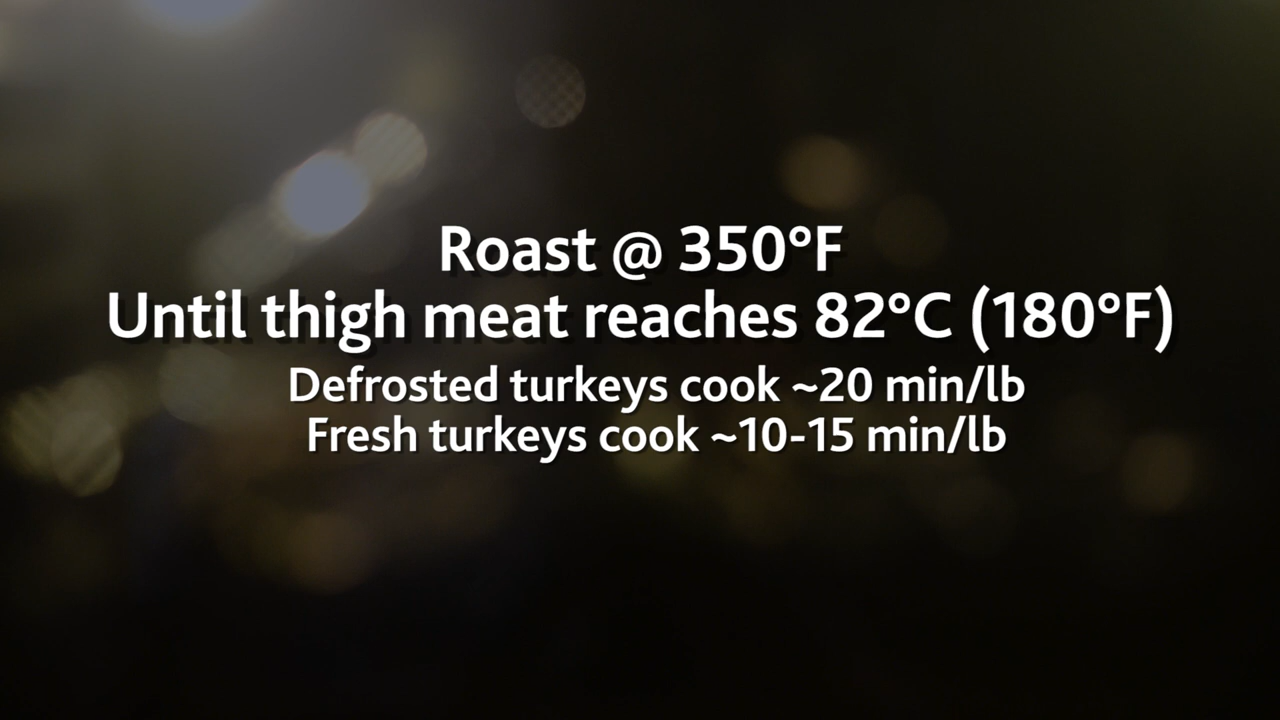 Roast @ 350°F
Until thigh meat reaches 82°C (180°F)
Defrosted turkeys cook ~20 min/lb
Fresh turkeys cook ~10-15 min/lb